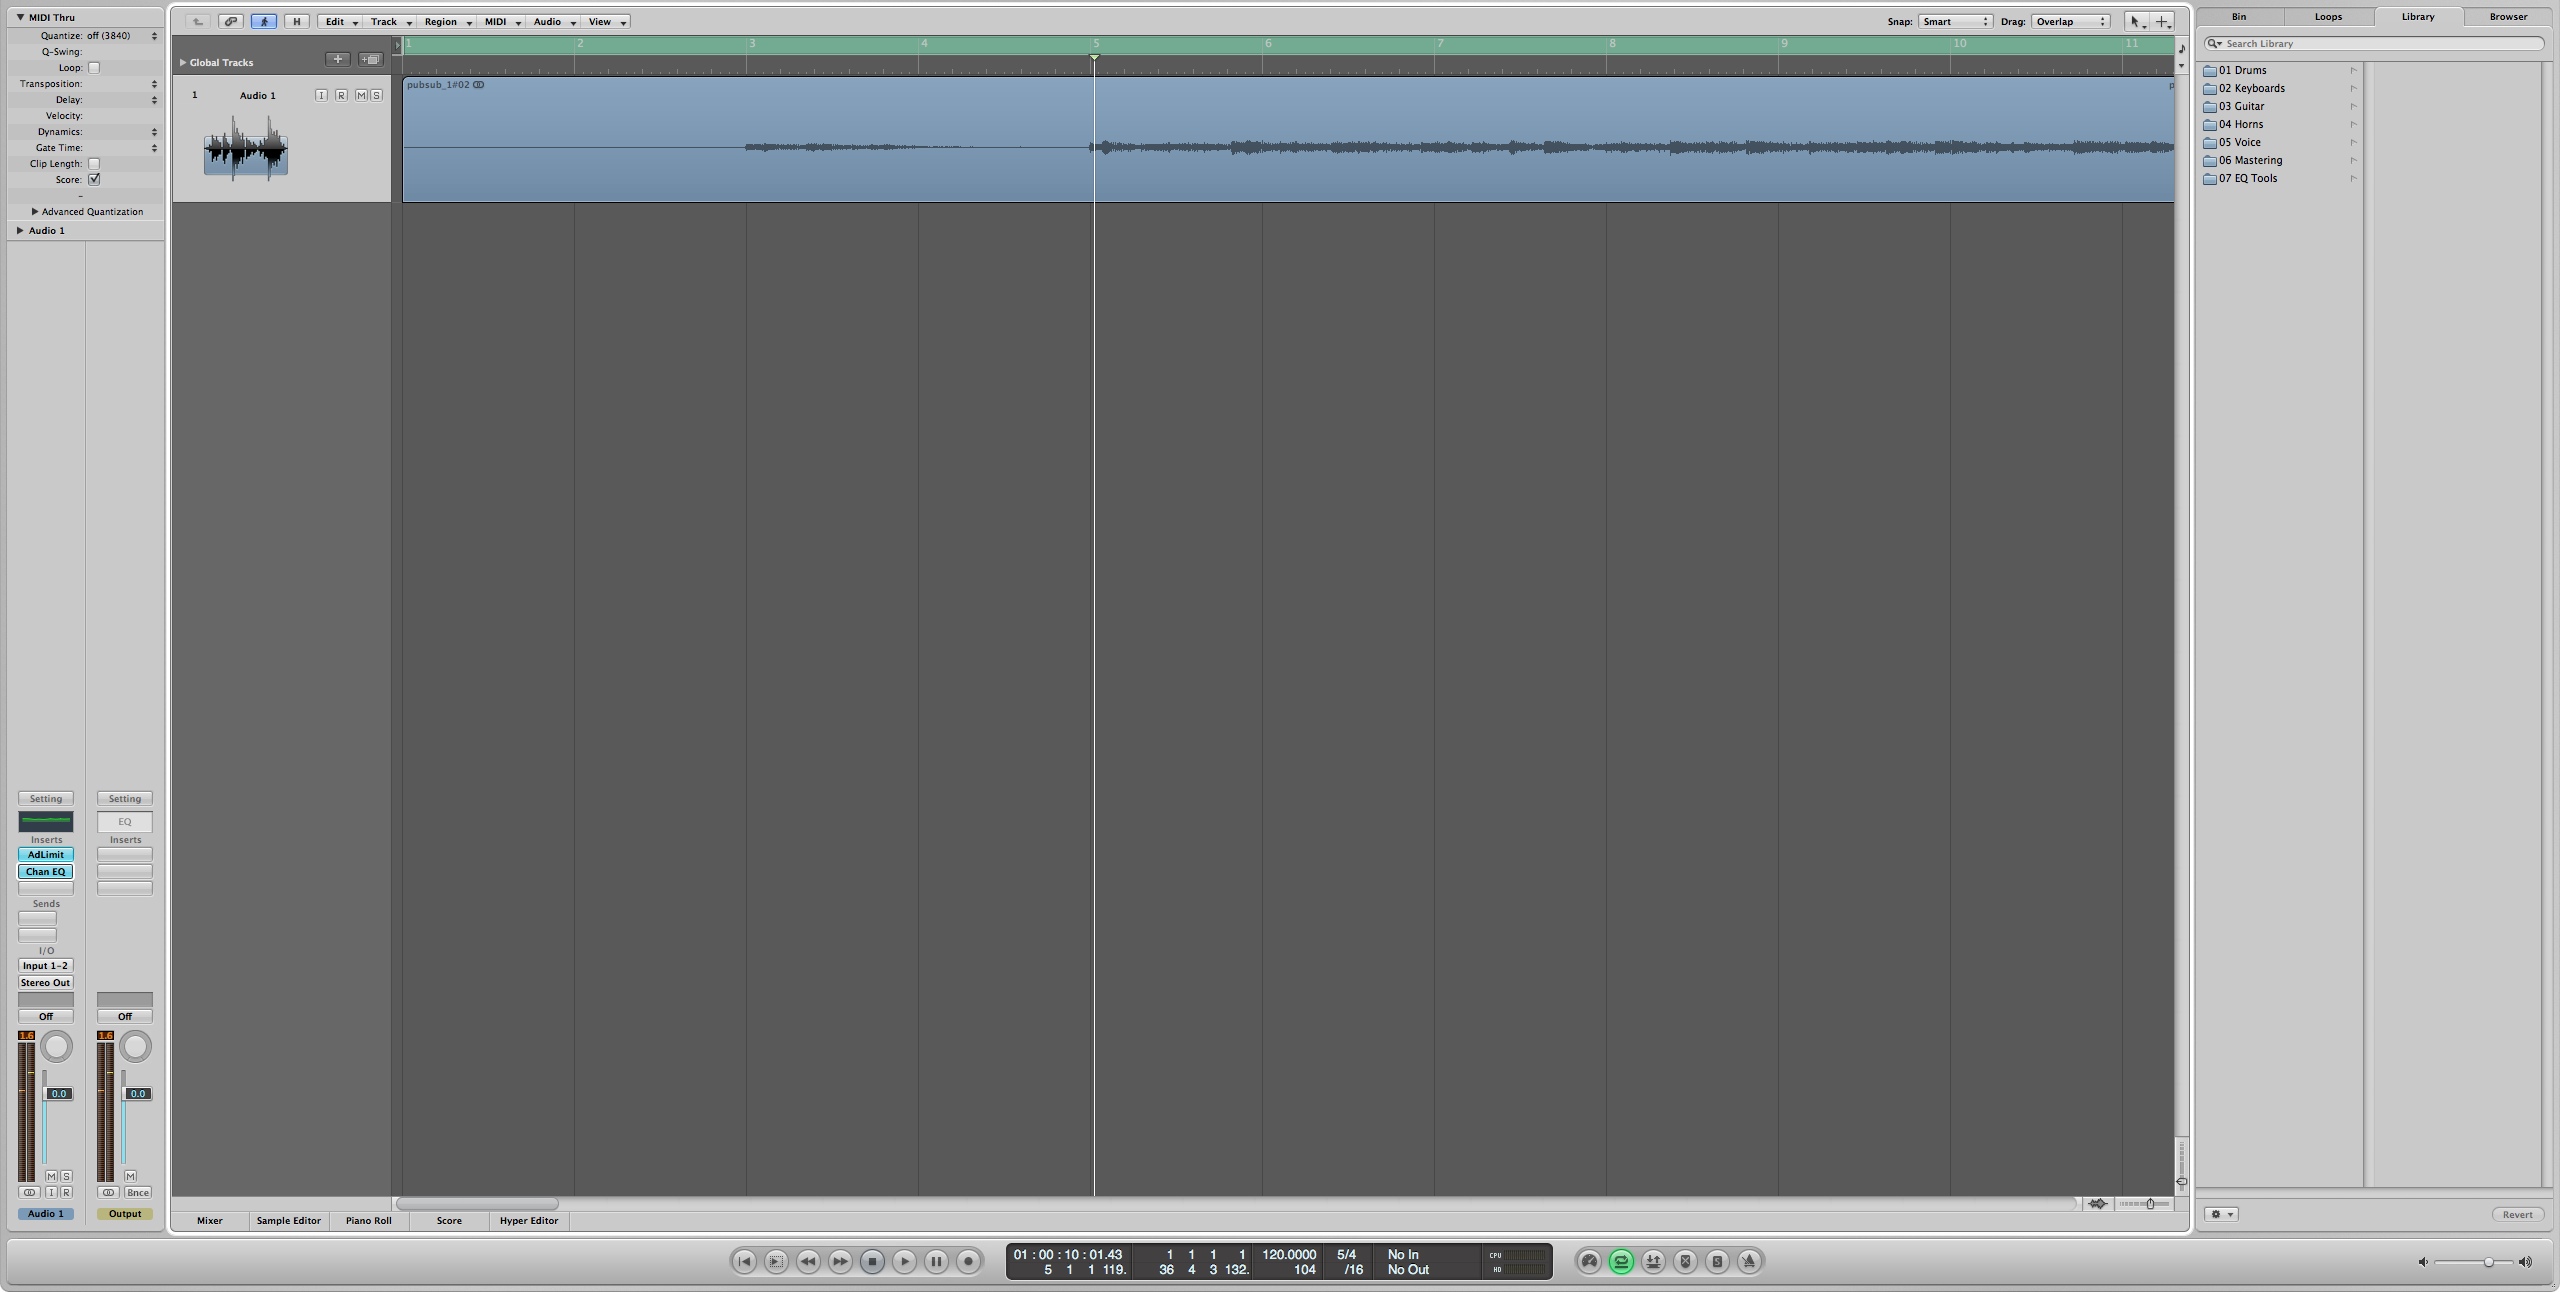 MIDI Thru
Quantize: off (3840)
Q-Swing:
Loop:
Transposition:
Delay:
Velocity:
Dynamics:
Gate Time:
Clip Length:
Score:
–
Advanced Quantization
Audio 1
Setting Setting
EQ
Inserts Inserts
AdLimit
Chan EQ
Sends
I/O
Input 1-2
Stereo Out
Off Off
1.6 1.6
0.0 0.0
M S M
I R Bnce
Audio 1 Output
H Edit Track Region MIDI Audio View Snap: Smart Drag: Overlap
Global Tracks
1 2 3 4 5 6 7 8 9 10 11
1 Audio 1 I R M S
pubsub_1#02 p
Mixer Sample Editor Piano Roll Score Hyper Editor
Bin Loops Library Browser
Search Library
01 Drums
02 Keyboards
03 Guitar
04 Horns
05 Voice
06 Mastering
07 EQ Tools
Revert
01 : 00 : 10 : 01.43 1 1 1 1 120.0000 5/4 No In CPU
5 1 1 119. 36 4 3 132. 104 /16 No Out HD
S